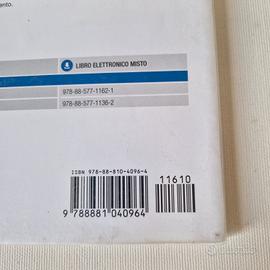 ento.
LIBRO ELETTRONICO MISTO
978-88-577-1162-1
978-88-577-1136-2
ISBN 978-88-810-4096-4
11610
9 788881 040964